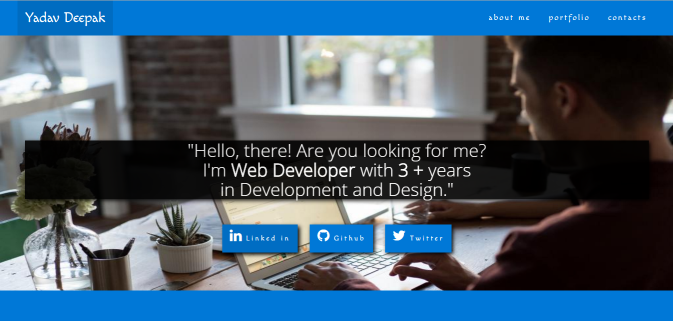 Yadav Deepak
about me portfolio contacts
"Hello, there! Are you looking for me?
I'm Web Developer with 3 + years
in Development and Design."
Linked in Github Twitter